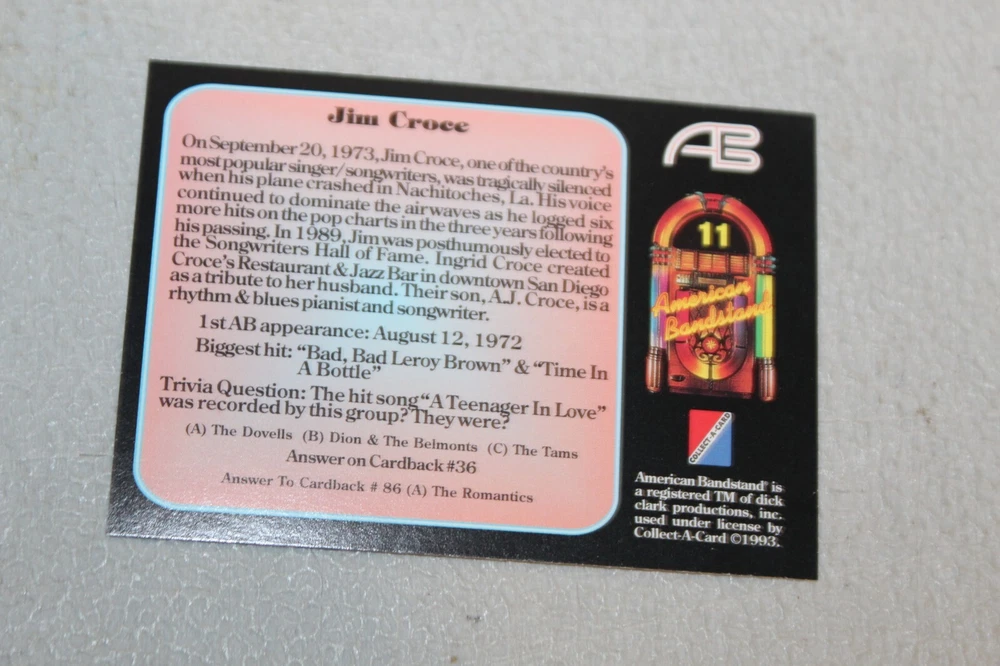 Jim Croce
On September 20, 1973, Jim Croce, one of the country's
most popular singer/songwriters, was tragically silenced
when his plane crashed in Nachitoches, La. His voice
continued to dominate the airwaves as he logged six
more hits on the pop charts in the three years following
his passing. In 1989, Jim was posthumously elected to
the Songwriters Hall of Fame. Ingrid Croce created
Croce's Restaurant & Jazz Bar in downtown San Diego
as a tribute to her husband. Their son, A.J. Croce, is a
rhythm & blues pianist and songwriter.
1st AB appearance: August 12, 1972
Biggest hit: “Bad, Bad Leroy Brown” & “Time In
A Bottle”
Trivia Question: The hit song “A Teenager In Love”
was recorded by this group? They were?
(A) The Dovells (B) Dion & The Belmonts (C) The Tams
Answer on Cardback #36
Answer To Cardback # 86 (A) The Romantics
AB
11
American
Bandstand
COLLECT-A-CARD
American Bandstand® is
a registered TM of dick
clark productions, inc.
used under license by
Collect-A-Card ©1993.